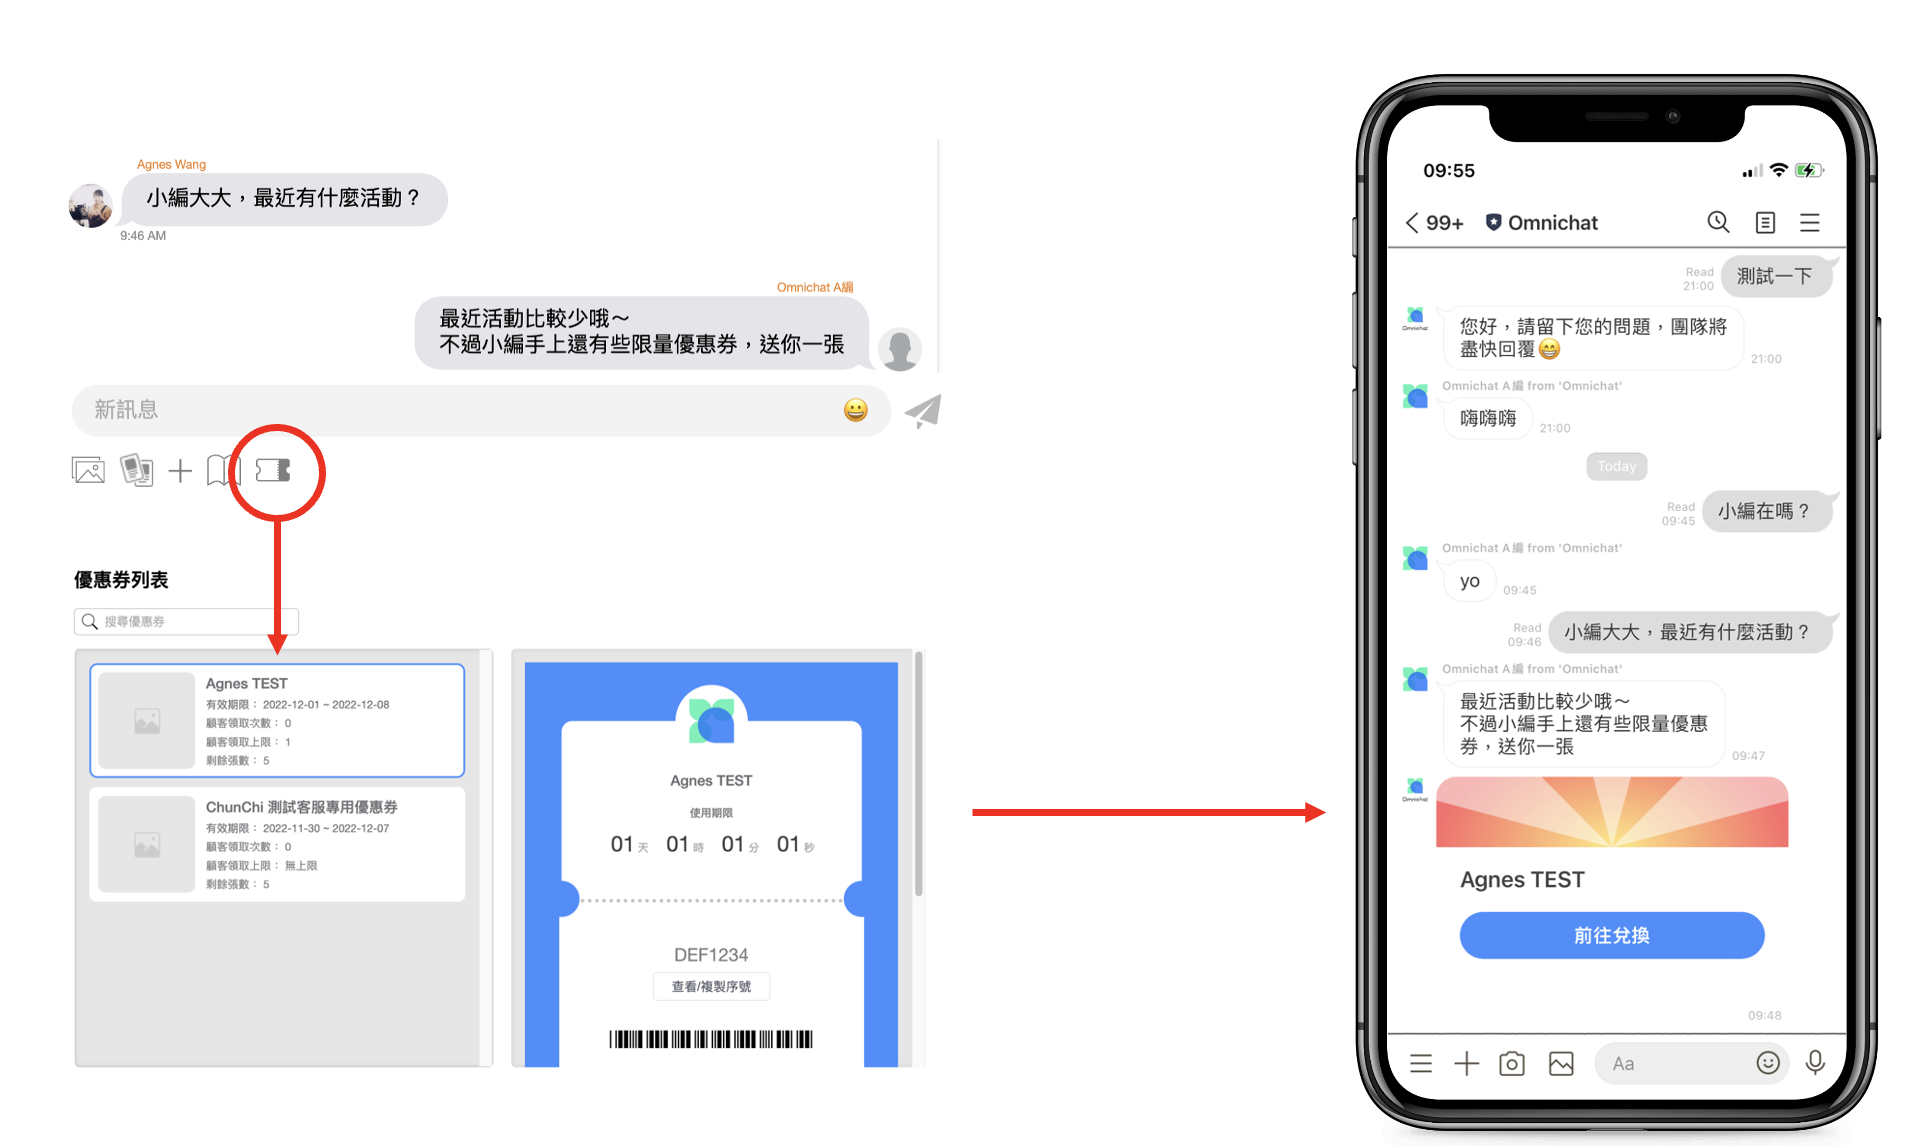 Agnes Wang
小編大大，最近有什麼活動？
9:46 AM
Omnichat A編
最近活動比較少哦～
不過小編手上還有些限量優惠券，送你一張
新訊息
優惠券列表
搜尋優惠券
Agnes TEST
有效期限： 2022-12-01 ~ 2022-12-08
顧客領取次數： 0
顧客領取上限： 1
剩餘張數： 5
ChunChi 測試客服專用優惠券
有效期限： 2022-11-30 ~ 2022-12-07
顧客領取次數： 0
顧客領取上限： 無上限
剩餘張數： 5
Agnes TEST
使用期限
01 天 01 時 01 分 01 秒
DEF1234
查看/複製序號
09:55
99+ Omnichat
Read
21:00
測試一下
Omnichat
您好，請留下您的問題，團隊將
盡快回覆😁
21:00
Omnichat A編 from 'Omnichat'
嗨嗨嗨
21:00
Today
Read
09:45
小編在嗎？
Omnichat A編 from 'Omnichat'
yo
09:45
Read
09:46
小編大大，最近有什麼活動？
Omnichat A編 from 'Omnichat'
最近活動比較少哦～
不過小編手上還有些限量優惠
券，送你一張
09:47
Omnichat
Agnes TEST
前往兌換
09:48
Aa